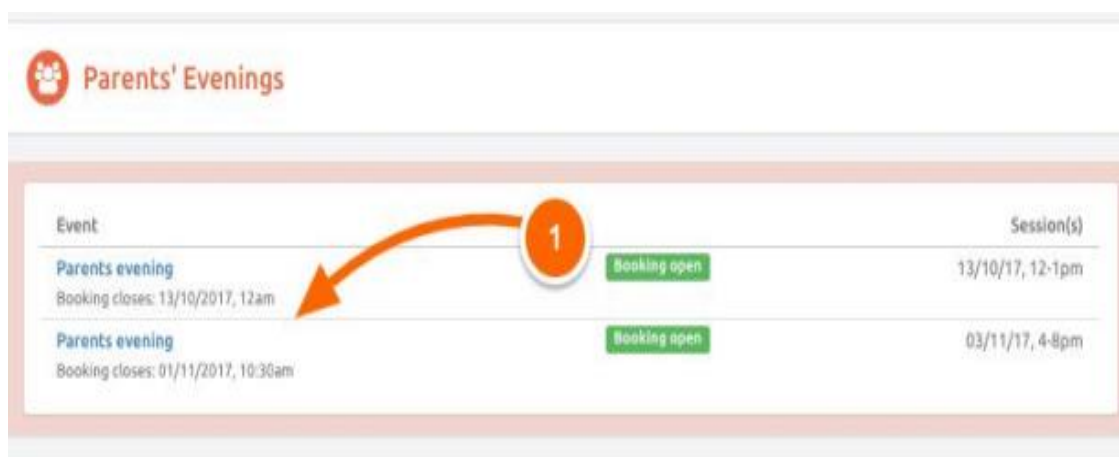 Parents' Evenings
Event Session(s)
1
Parents evening Booking open 13/10/17, 12-1pm
Booking closes: 13/10/2017, 12am
Parents evening Booking open 03/11/17, 4-8pm
Booking closes: 01/11/2017, 10:30am